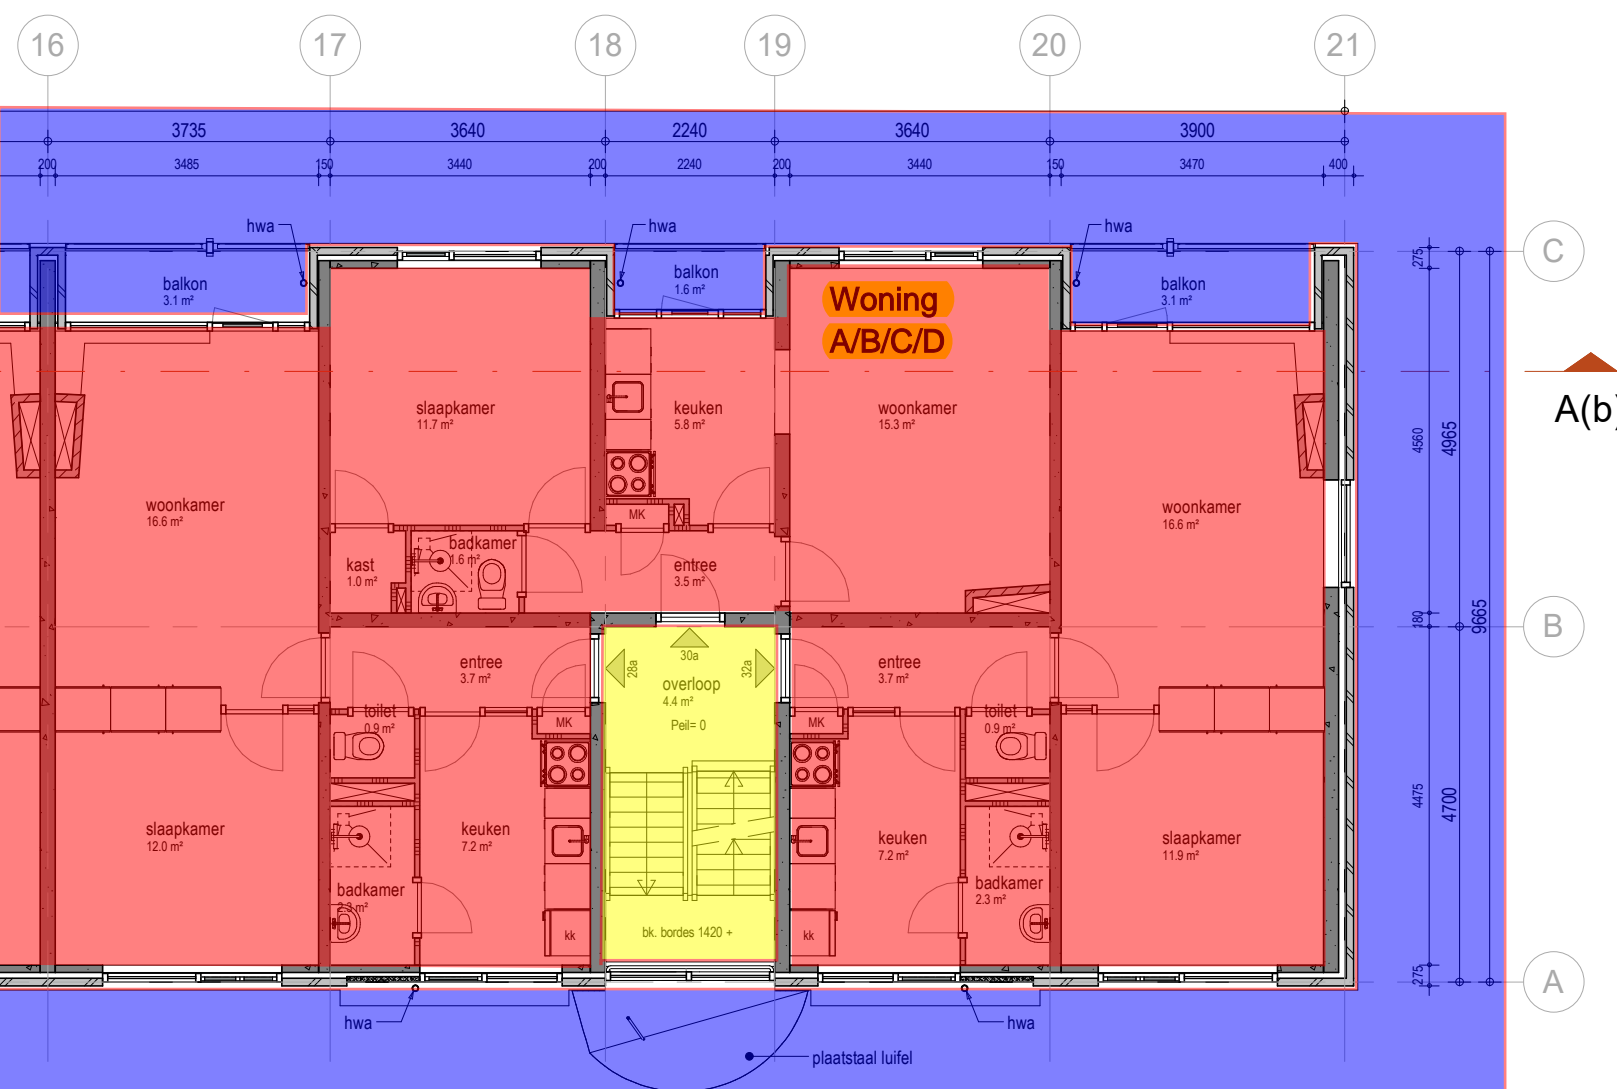 16 17 18 19 20 21
3735 3640 2240 3640 3900
200 3485 150 3440 200 2240 200 3440 150 3470 400
hwa hwa hwa
C
275
balkon
3.1 m²
balkon
1.6 m²
balkon
3.1 m²
Woning
A/B/C/D
A(b)
slaapkamer
11.7 m²
keuken
5.8 m²
woonkamer
15.3 m²
4560 4965
woonkamer
16.6 m²
woonkamer
16.6 m²
MK
badkamer
1.6 m²
kast
1.0 m²
entree
3.5 m²
180 9665
B
entree
3.7 m²
28a 30a 32a
overloop
4.4 m²
Peil= 0
entree
3.7 m²
toilet
0.9 m²
MK MK
toilet
0.9 m²
4475 4700
slaapkamer
12.0 m²
keuken
7.2 m²
keuken
7.2 m²
slaapkamer
11.9 m²
badkamer
2.3 m²
badkamer
2.3 m²
kk
bk. bordes 1420 +
kk
275
A
hwa hwa
plaatstaal luifel